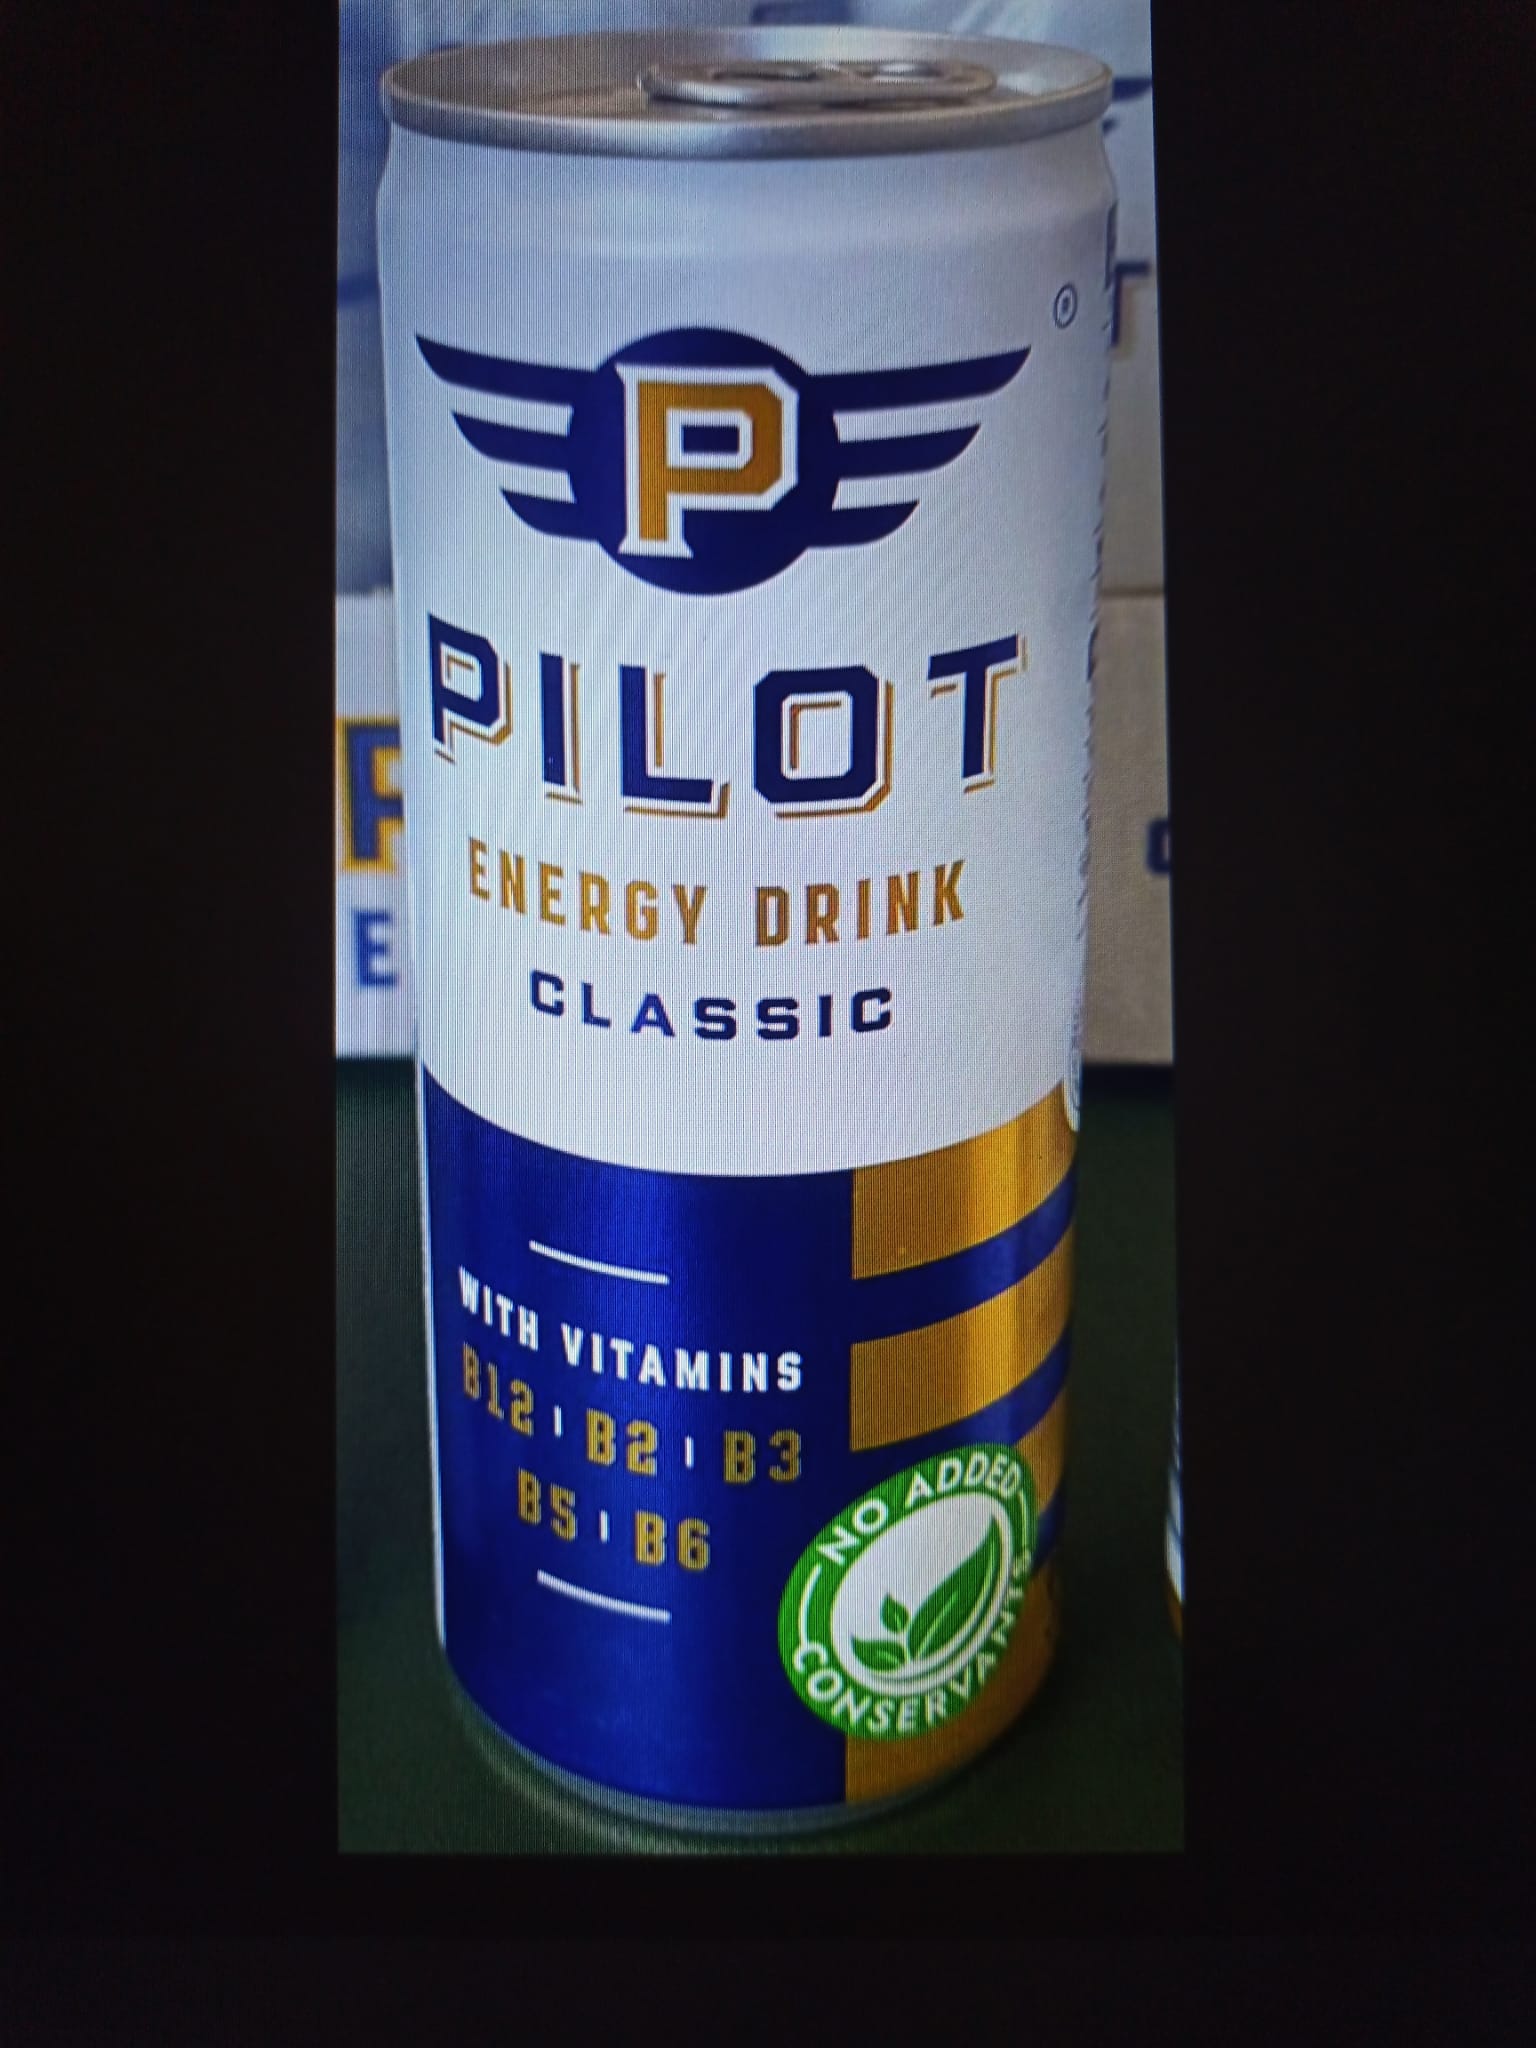 ®
P
PILOT
ENERGY DRINK
CLASSIC
WITH VITAMINS
B12 | B2 | B3
B5 | B6
NO ADDED
CONSERVANTS
P
E
T